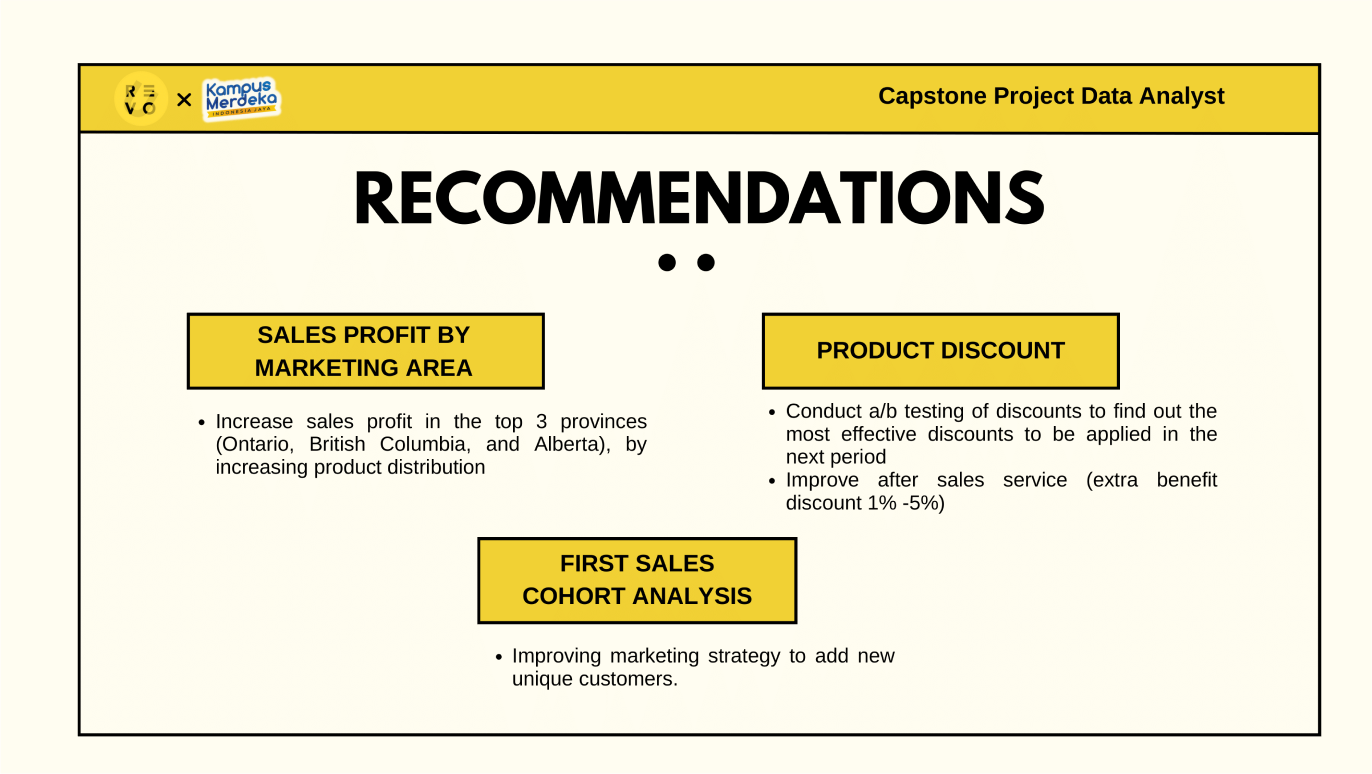 RE
VO
×
Kampus
Merdeka
INDONESIA JAYA
Capstone Project Data Analyst
RECOMMENDATIONS
SALES PROFIT BY
MARKETING AREA
• Increase sales profit in the top 3 provinces
(Ontario, British Columbia, and Alberta), by
increasing product distribution
PRODUCT DISCOUNT
• Conduct a/b testing of discounts to find out the
most effective discounts to be applied in the
next period
• Improve after sales service (extra benefit
discount 1% -5%)
FIRST SALES
COHORT ANALYSIS
• Improving marketing strategy to add new
unique customers.